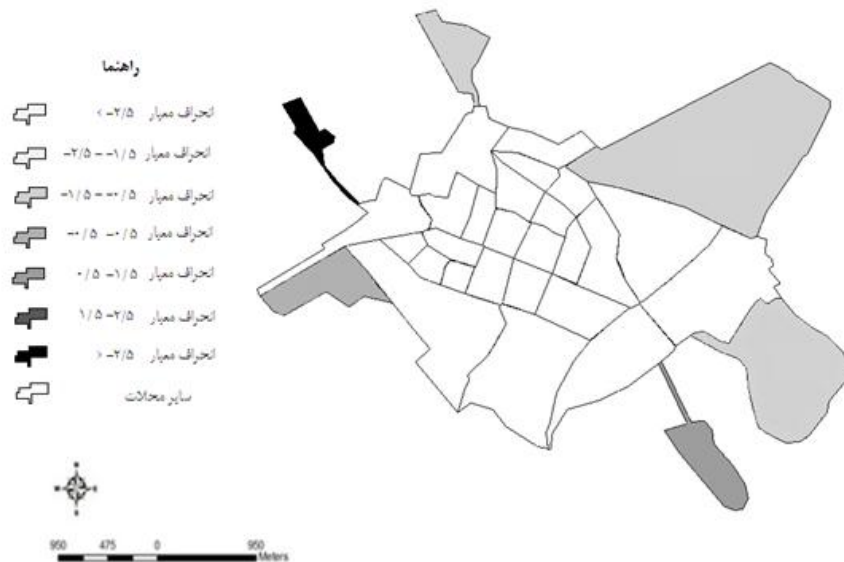 راهنما
انحراف معیار ۲/۵- >
انحراف معیار ۱/۵- – ۲/۵-
انحراف معیار ۰/۵- – ۱/۵-
انحراف معیار ۰/۵ – ۰/۵-
انحراف معیار ۱/۵ – ۰/۵
انحراف معیار ۲/۵ – ۱/۵
انحراف معیار ۲/۵- <
سایر محلات
N
W E
S
950 475 0 950
Meters